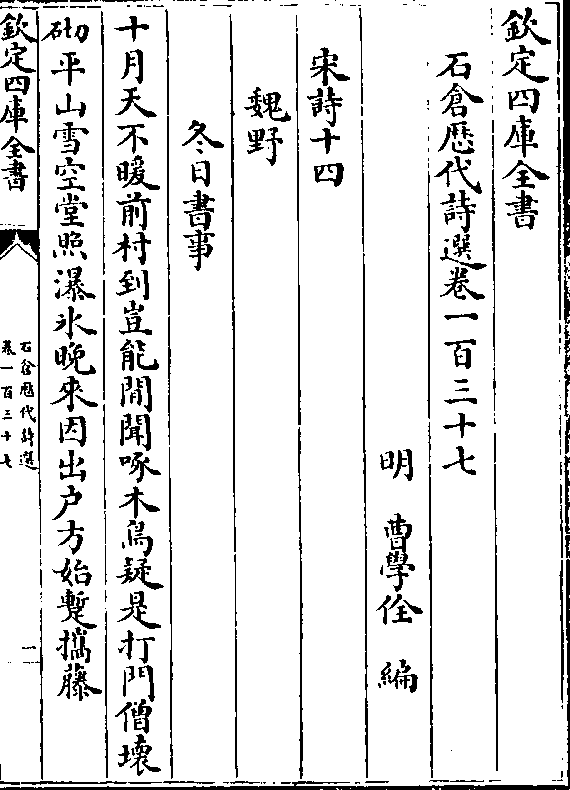 欽定四庫全書
石倉歴代詩選卷一百三十七
明 曹學佺 編
宋詩十四
魏野
冬日書事
十月天不暖前村到豈能閒聞啄木鳥疑是打門僧壞
砌平山雪空堂照瀑氷晚來因出户方始蹔攜藤
欽定四庫全書
石倉歴代詩選
卷一百三十七
一